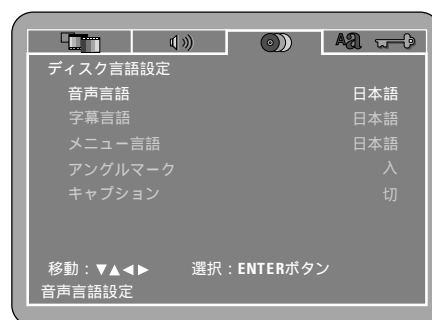 Aあ
ディスク言語設定
音声言語 日本語
字幕言語 日本語
メニュー言語 日本語
アングルマーク 入
キャプション 切
移動：▼▲◀▶ 選択：ENTERボタン
音声言語設定